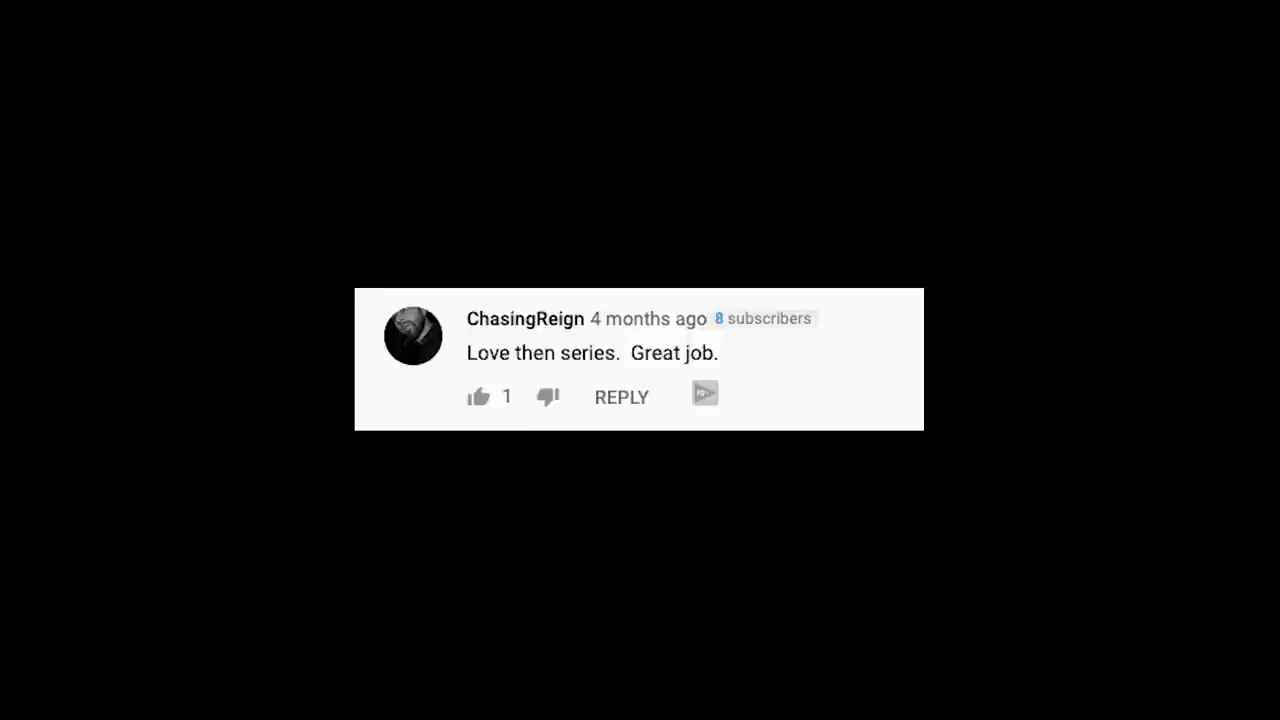 ChasingReign 4 months ago 8 subscribers
Love then series.  Great job.
1 REPLY